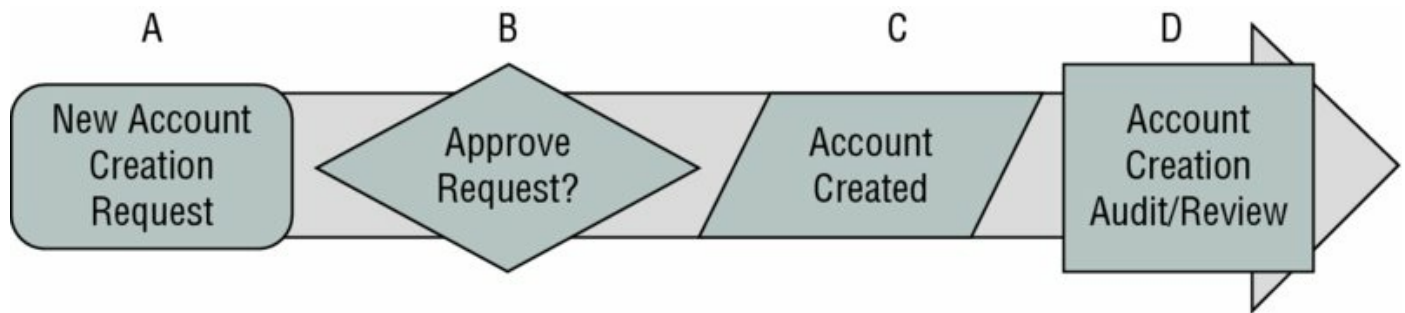 A
B
C
D
New Account
Creation
Request
Approve
Request?
Account
Created
Account
Creation
Audit/Review